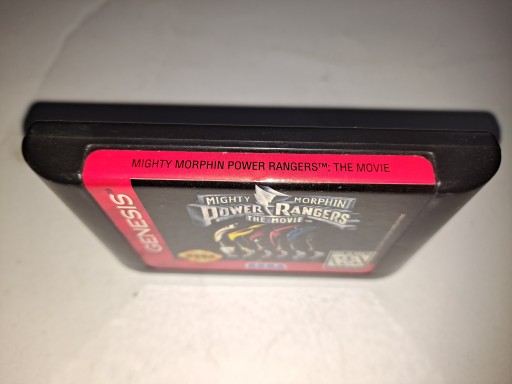 MIGHTY MORPHIN POWER RANGERS™: THE MOVIE
MIGHTY MORPHIN
POWER RANGERS
THE MOVIE
GENESIS
SEGA